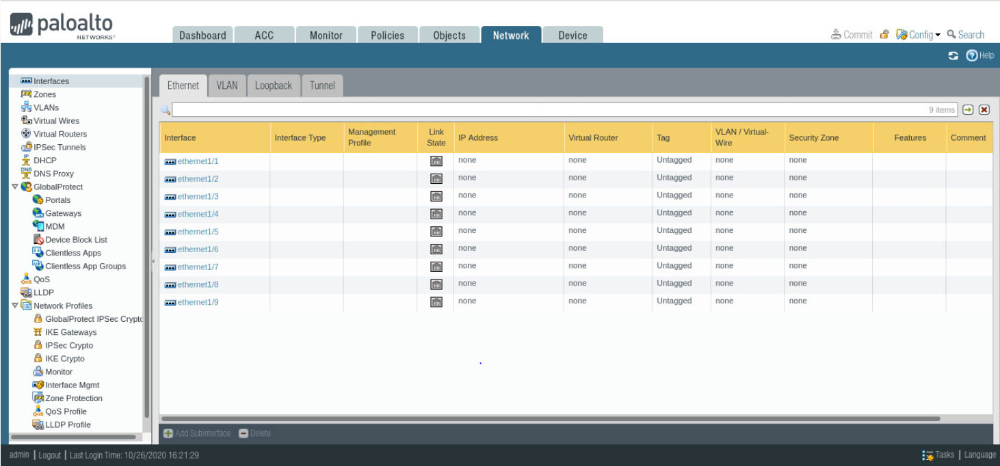 paloalto
NETWORKS
Dashboard ACC Monitor Policies Objects Network Device
Commit Config Search
Help
Interfaces
Zones
VLANs
Virtual Wires
Virtual Routers
IPSec Tunnels
DHCP
DNS Proxy
GlobalProtect
Portals
Gateways
MDM
Device Block List
Clientless Apps
Clientless App Groups
QoS
LLDP
Network Profiles
GlobalProtect IPSec Crypto
IKE Gateways
IPSec Crypto
IKE Crypto
Monitor
Interface Mgmt
Zone Protection
QoS Profile
LLDP Profile
Ethernet VLAN Loopback Tunnel
9 items
Interface Interface Type Management Profile Link State IP Address Virtual Router Tag VLAN / Virtual-Wire Security Zone Features Comment
ethernet1/1 none none Untagged none none
ethernet1/2 none none Untagged none none
ethernet1/3 none none Untagged none none
ethernet1/4 none none Untagged none none
ethernet1/5 none none Untagged none none
ethernet1/6 none none Untagged none none
ethernet1/7 none none Untagged none none
ethernet1/8 none none Untagged none none
ethernet1/9 none none Untagged none none
Add Subinterface Delete
admin | Logout | Last Login Time: 10/26/2020 16:21:29
Tasks | Language